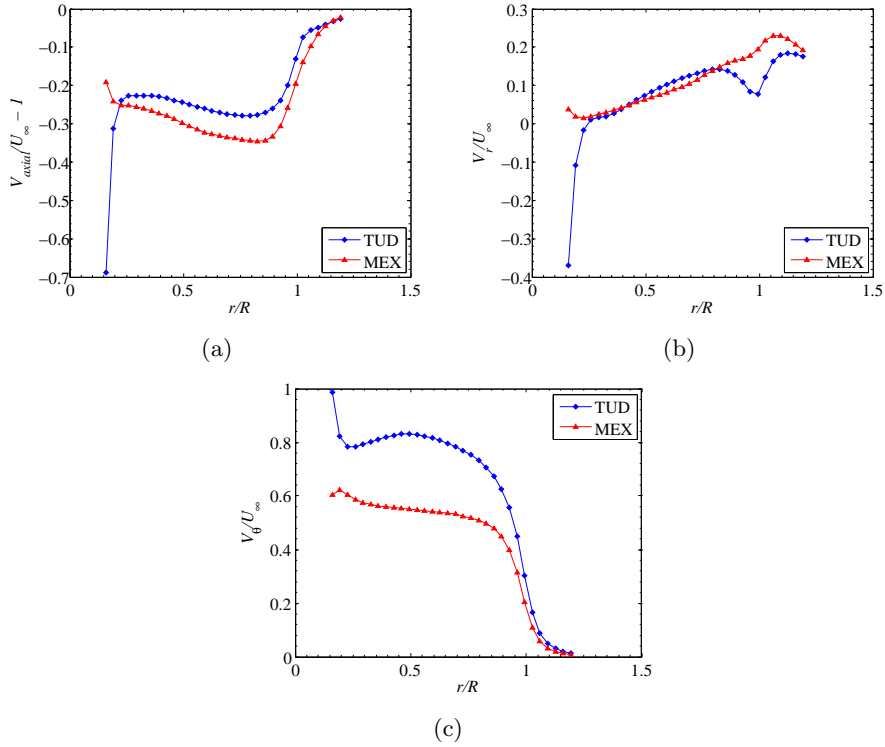 0
−0.1
−0.2
−0.3
−0.4
−0.5
−0.6
−0.7
V_axial/U_∞ − 1
0 0.5 1 1.5
r/R
TUD
MEX
(a)
0.3
0.2
0.1
0
−0.1
−0.2
−0.3
−0.4
V_r/U_∞
0 0.5 1 1.5
r/R
TUD
MEX
(b)
1
0.8
0.6
0.4
0.2
0
V_θ/U_∞
0 0.5 1 1.5
r/R
TUD
MEX
(c)